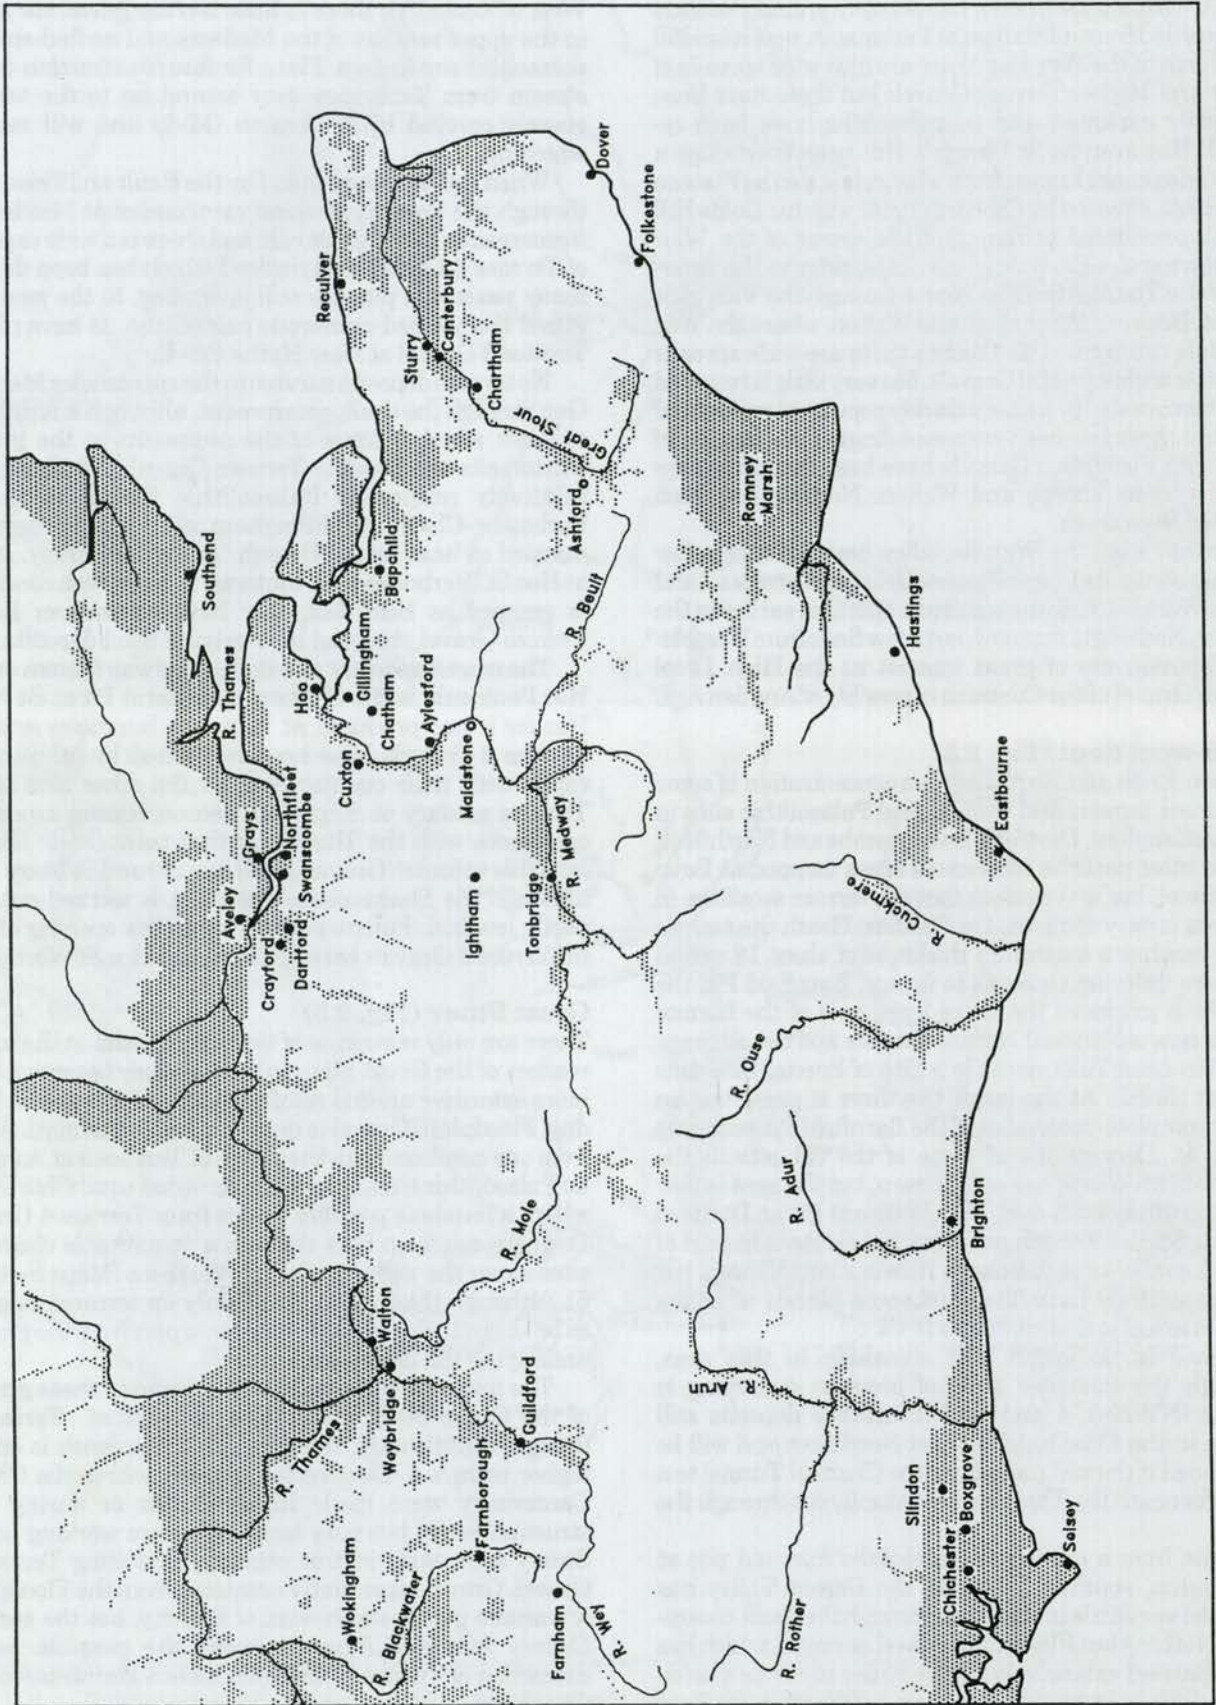 Southend
R. Thames
Aveley
Grays
Crayford
Dartford
Swanscombe
Northfleet
Hoo
Reculver
Gillingham
Cuxton
Chatham
Bapchild
R. Thames
Walton
Weybridge
Wokingham
R. Blackwater
Sturry
Canterbury
Aylesford
Chartham
Maidstone
Ightham
Farnborough
Guildford
R. Mole
Tonbridge
R. Medway
R. Beult
Ashford
Great Stour
Dover
Farnham
R. Wey
Folkestone
R. Arun
R. Ouse
R. Adur
Romney
Marsh
R. Rother
R. Cuckmere
Hastings
Slindon
Chichester
Boxgrove
Brighton
Eastbourne
Selsey